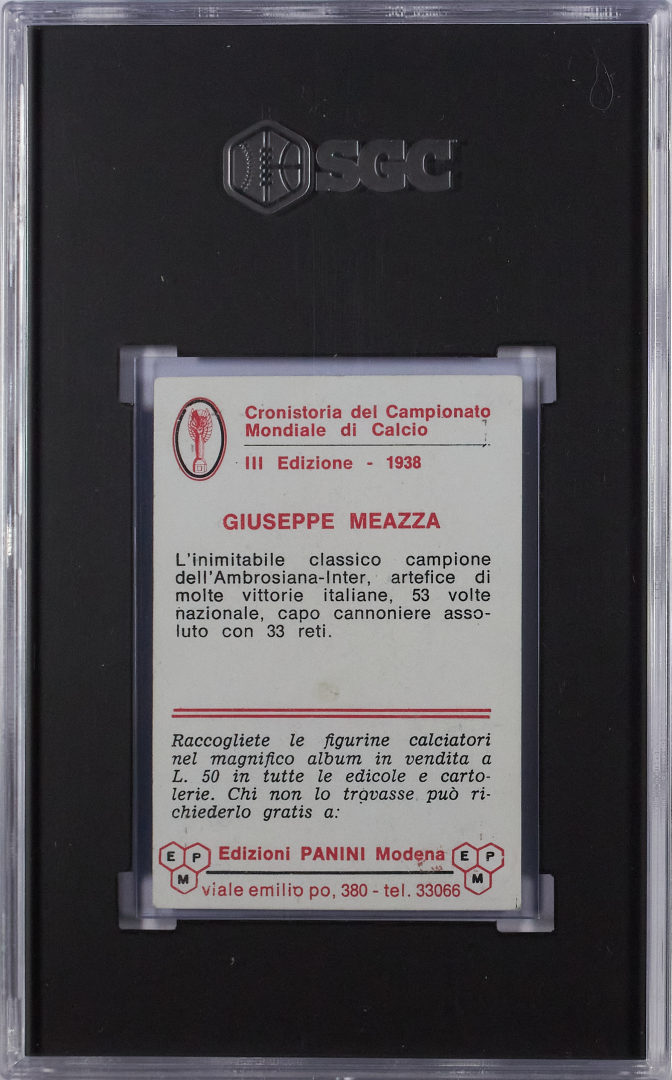 SGC
Cronistoria del Campionato
Mondiale di Calcio
III Edizione - 1938
GIUSEPPE MEAZZA
L'inimitabile classico campione
dell'Ambrosiana-Inter, artefice di
molte vittorie italiane, 53 volte
nazionale, capo cannoniere asso-
luto con 33 reti.
Raccogliete le figurine calciatori
nel magnifico album in vendita a
L. 50 in tutte le edicole e carto-
lerie. Chi non lo trovasse può ri-
chiederlo gratis a:
E P M Edizioni PANINI Modena E P M
viale emilio po, 380 - tel. 33066